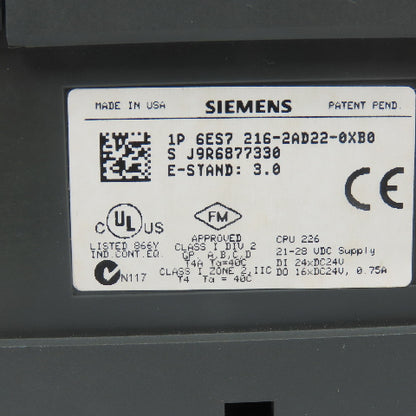 MADE IN USA SIEMENS PATENT PEND.
1P 6ES7 216-2AD22-0XB0
S J9R6877330
E-STAND: 3.0
CE
C UL US
FM
LISTED 866Y
IND.CONT.EQ.
N117
APPROVED
CLASS I DIV 2
GP A,B,C,D
T4A Ta=40C
CLASS I ZONE 2,IIC
T4 Ta = 40C
CPU 226
21-28 VDC Supply
DI 24xDC24V
DO 16xDC24V, 0.75A